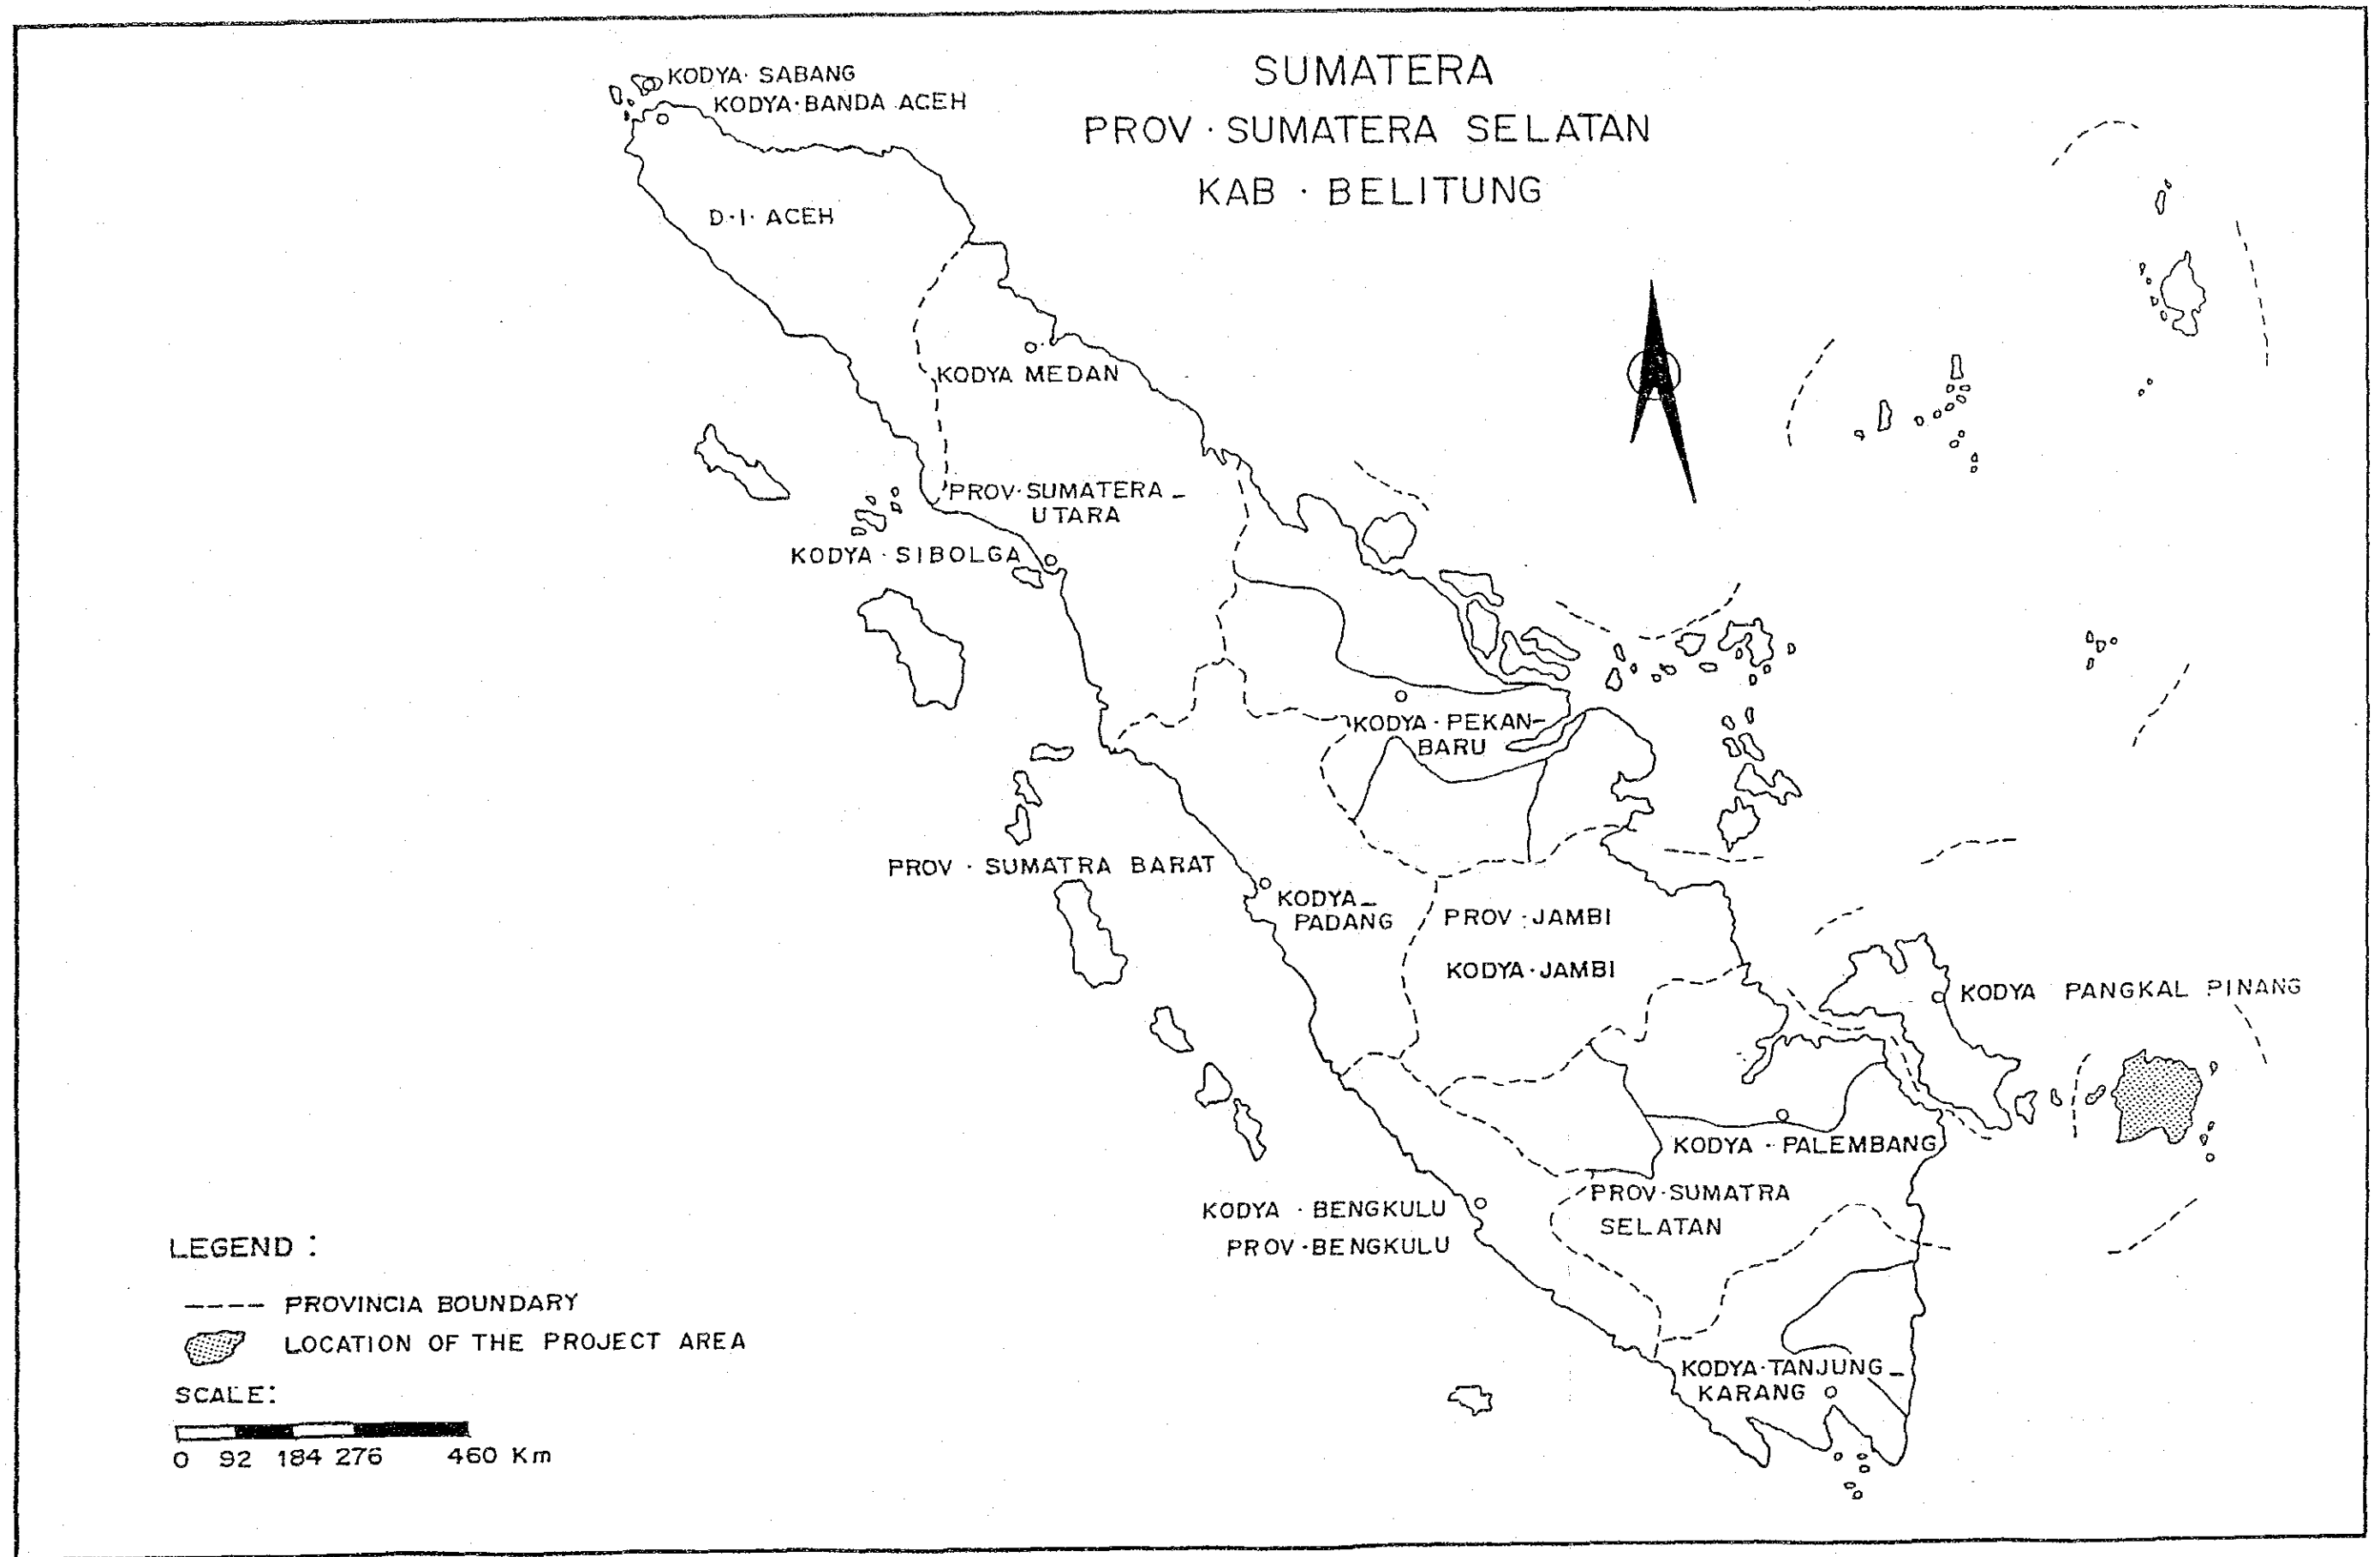 SUMATERA
PROV · SUMATERA SELATAN
KAB · BELITUNG
KODYA · SABANG
KODYA · BANDA ACEH
D · I · ACEH
KODYA MEDAN
PROV · SUMATERA _
UTARA
KODYA · SIBOLGA
KODYA · PEKAN-
BARU
PROV · SUMATRA BARAT
KODYA _
PADANG
PROV · JAMBI
KODYA · JAMBI
KODYA PANGKAL PINANG
KODYA · PALEMBANG
PROV · SUMATRA
SELATAN
KODYA · BENGKULU
PROV · BENGKULU
KODYA · TANJUNG _
KARANG
LEGEND :
PROVINCIA BOUNDARY
LOCATION OF THE PROJECT AREA
SCALE:
0 92 184 276 460 Km